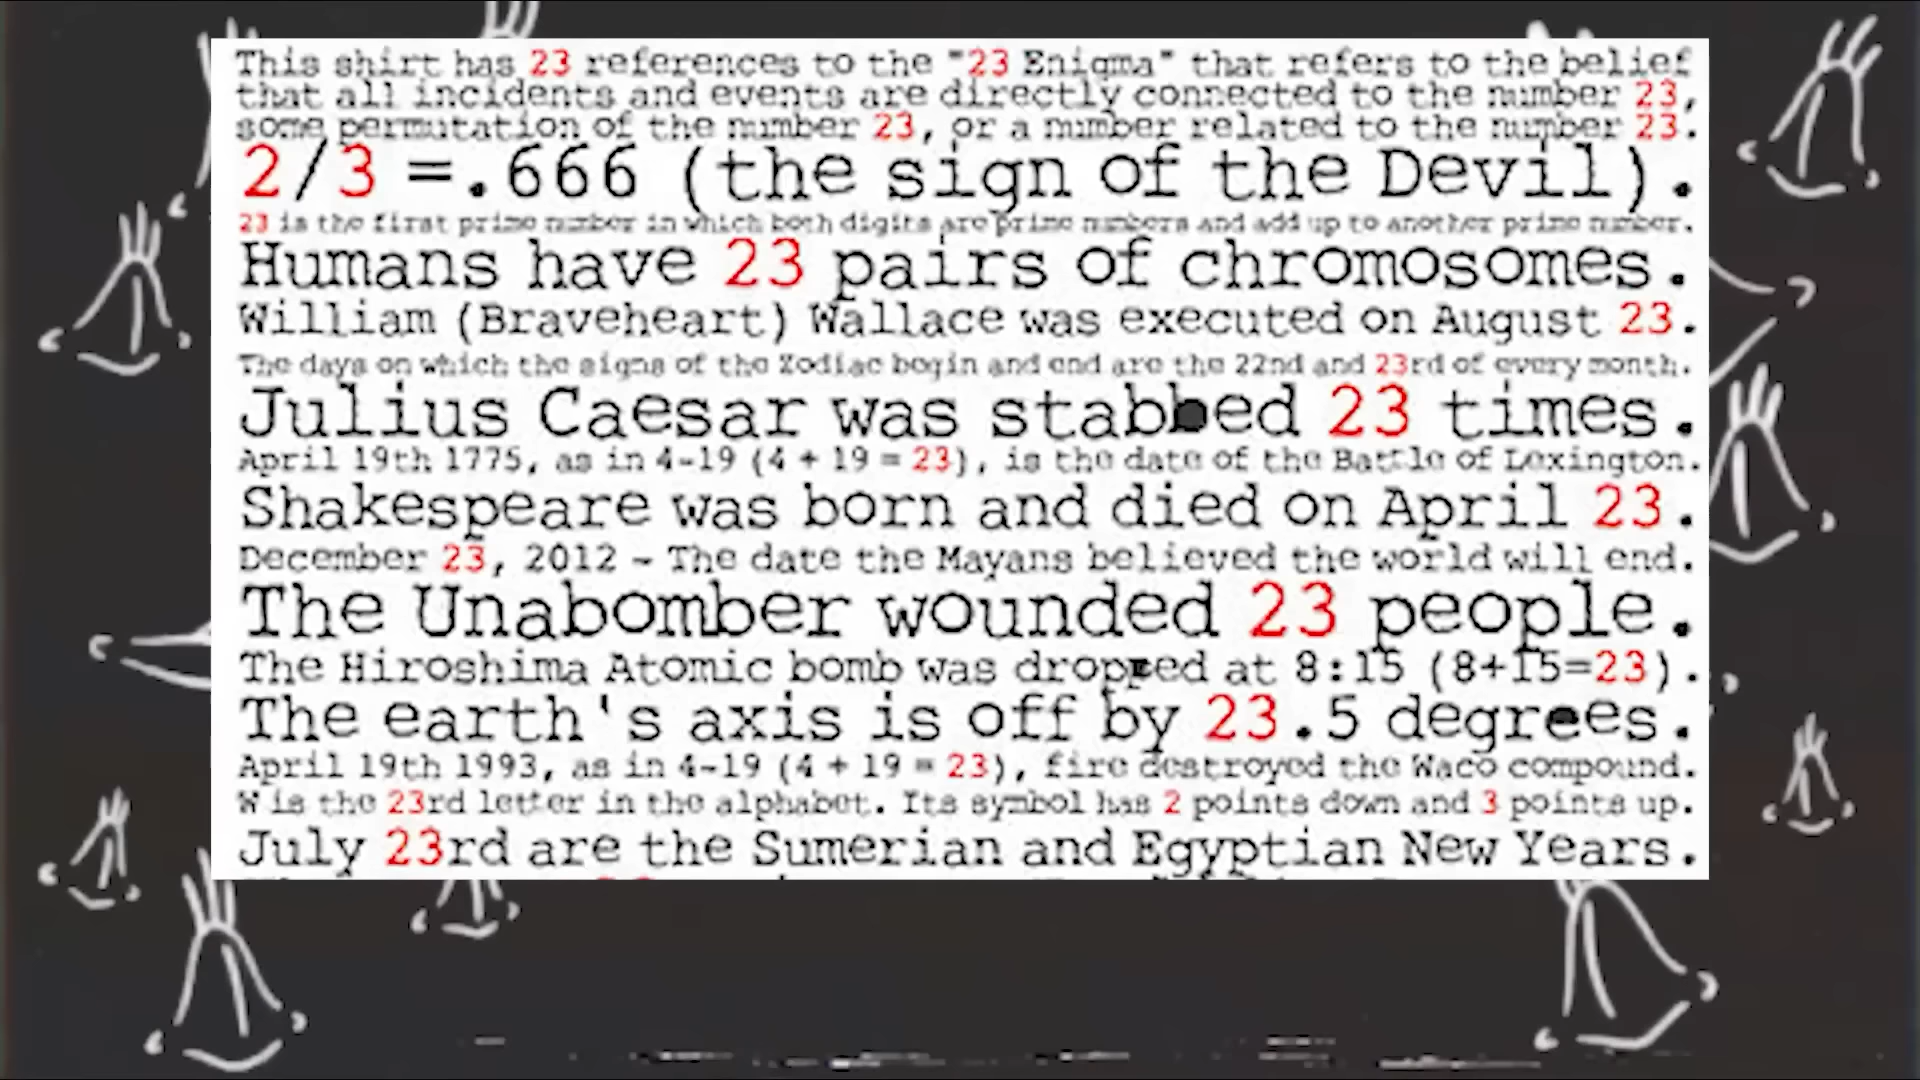 This shirt has 23 references to the "23 Enigma" that refers to the belief
that all incidents and events are directly connected to the number 23,
some permutation of the number 23, or a number related to the number 23.
2/3 =.666 (the sign of the Devil).
23 is the first prime number in which both digits are prime numbers and add up to another prime number.
Humans have 23 pairs of chromosomes.
William (Braveheart) Wallace was executed on August 23.
The days on which the signs of the Zodiac begin and end are the 22nd and 23rd of every month.
Julius Caesar was stabbed 23 times.
April 19th 1775, as in 4-19 (4 + 19 = 23), is the date of the Battle of Lexington.
Shakespeare was born and died on April 23.
December 23, 2012 - The date the Mayans believed the world will end.
The Unabomber wounded 23 people.
The Hiroshima Atomic bomb was dropped at 8:15 (8+15=23).
The earth's axis is off by 23.5 degrees.
April 19th 1993, as in 4-19 (4 + 19 = 23), fire destroyed the Waco compound.
W is the 23rd letter in the alphabet. Its symbol has 2 points down and 3 points up.
July 23rd are the Sumerian and Egyptian New Years.